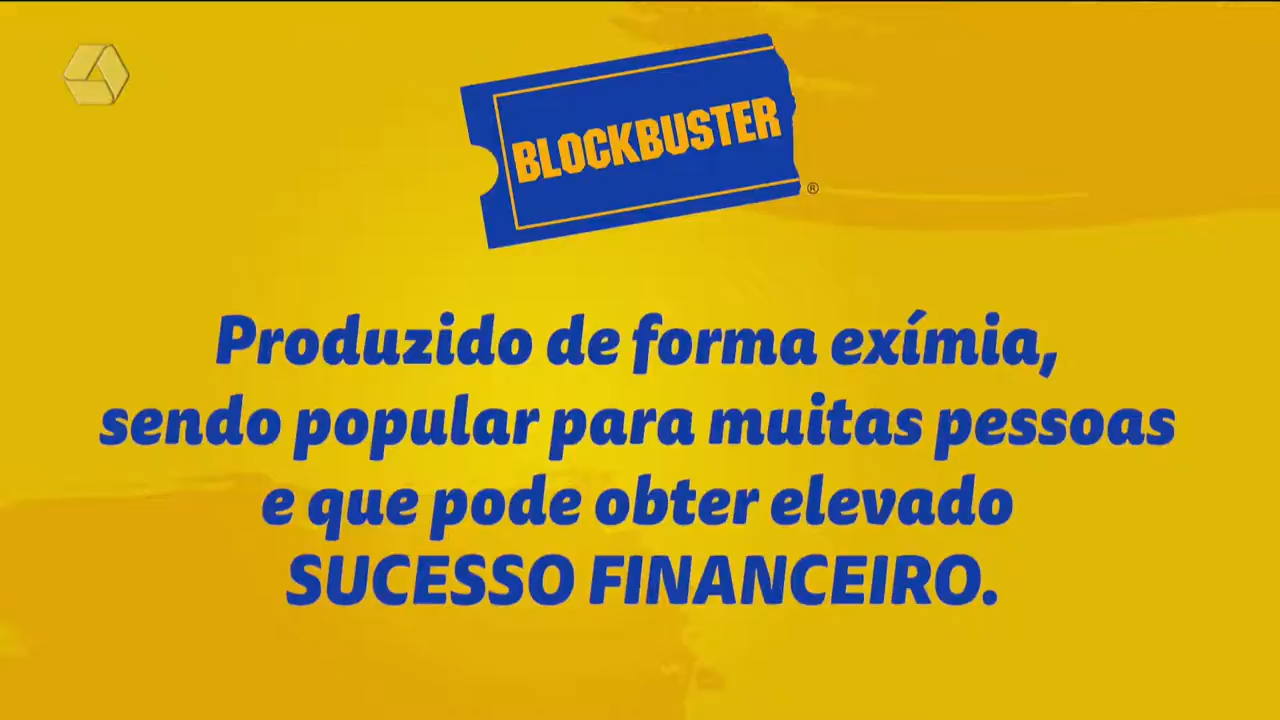 BLOCKBUSTER
®
Produzido de forma exímia,
sendo popular para muitas pessoas
e que pode obter elevado
SUCESSO FINANCEIRO.